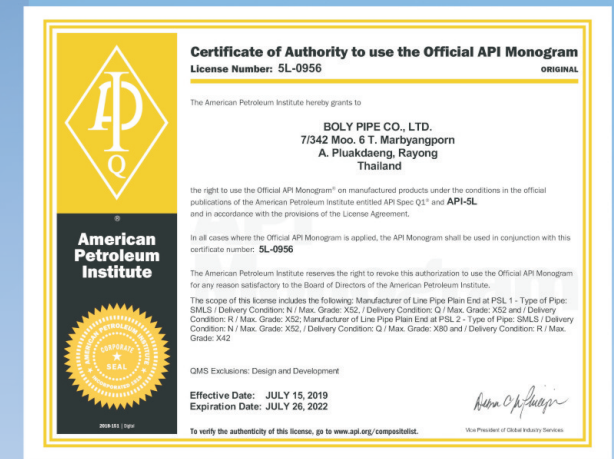 Certificate of Authority to use the Official API Monogram
License Number: 5L-0956
ORIGINAL
The American Petroleum Institute hereby grants to
BOLY PIPE CO., LTD.
7/342 Moo. 6 T. Marbyangporn
A. Pluakdaeng, Rayong
Thailand
the right to use the Official API Monogram® on manufactured products under the conditions in the official
publications of the American Petroleum Institute entitled API Spec Q1® and API-5L
and in accordance with the provisions of the License Agreement.
In all cases where the Official API Monogram is applied, the API Monogram shall be used in conjunction with this
certificate number: 5L-0956
The American Petroleum Institute reserves the right to revoke this authorization to use the Official API Monogram
for any reason satisfactory to the Board of Directors of the American Petroleum Institute.
The scope of this license includes the following: Manufacturer of Line Pipe Plain End at PSL 1 - Type of Pipe:
SMLS / Delivery Condition: N / Max. Grade: X52, / Delivery Condition: Q / Max. Grade: X52 and / Delivery
Condition: R / Max. Grade: X52; Manufacturer of Line Pipe Plain End at PSL 2 - Type of Pipe: SMLS / Delivery
Condition: N / Max. Grade: X52, / Delivery Condition: Q / Max. Grade: X80 and / Delivery Condition: R / Max.
Grade: X42
QMS Exclusions: Design and Development
Effective Date: JULY 15, 2019
Expiration Date: JULY 26, 2022
To verify the authenticity of this license, go to www.api.org/compositelist.
Vice President of Global Industry Services
API
Q
®
American
Petroleum
Institute
AMERICAN PETROLEUM INSTITUTE
CORPORATE
SEAL
2018-151 | Digital